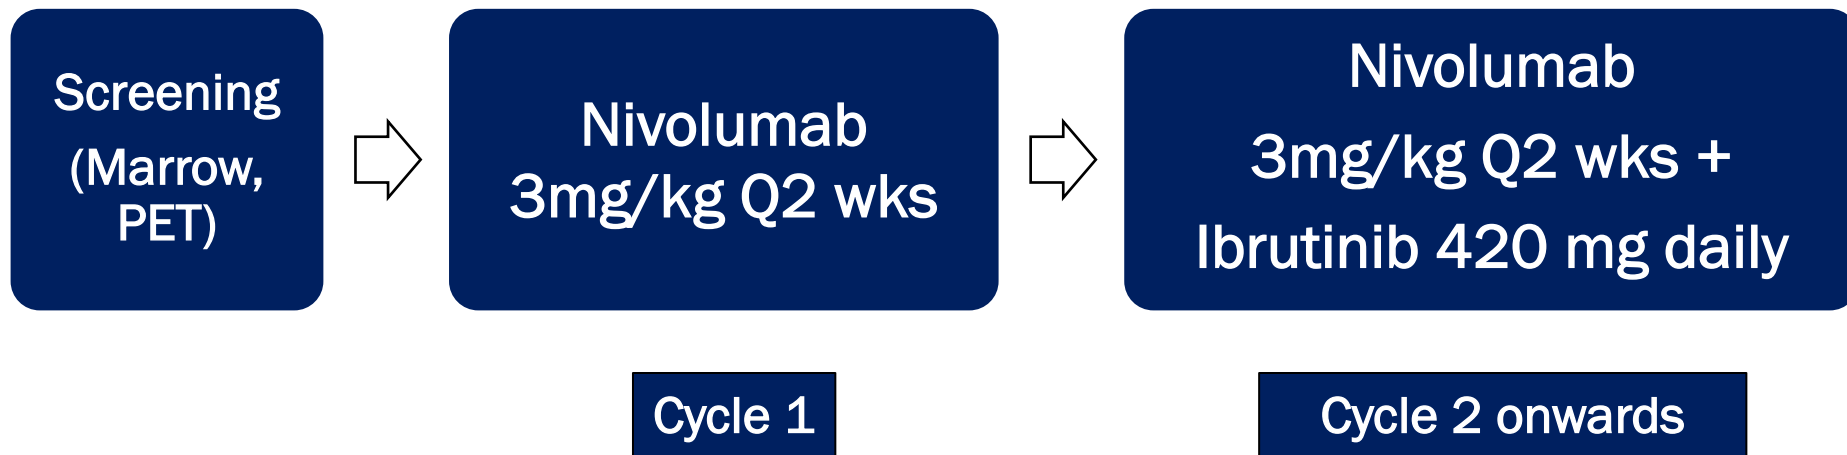 Screening
(Marrow,
PET)
Nivolumab
3mg/kg Q2 wks
Nivolumab
3mg/kg Q2 wks +
Ibrutinib 420 mg daily
Cycle 1
Cycle 2 onwards